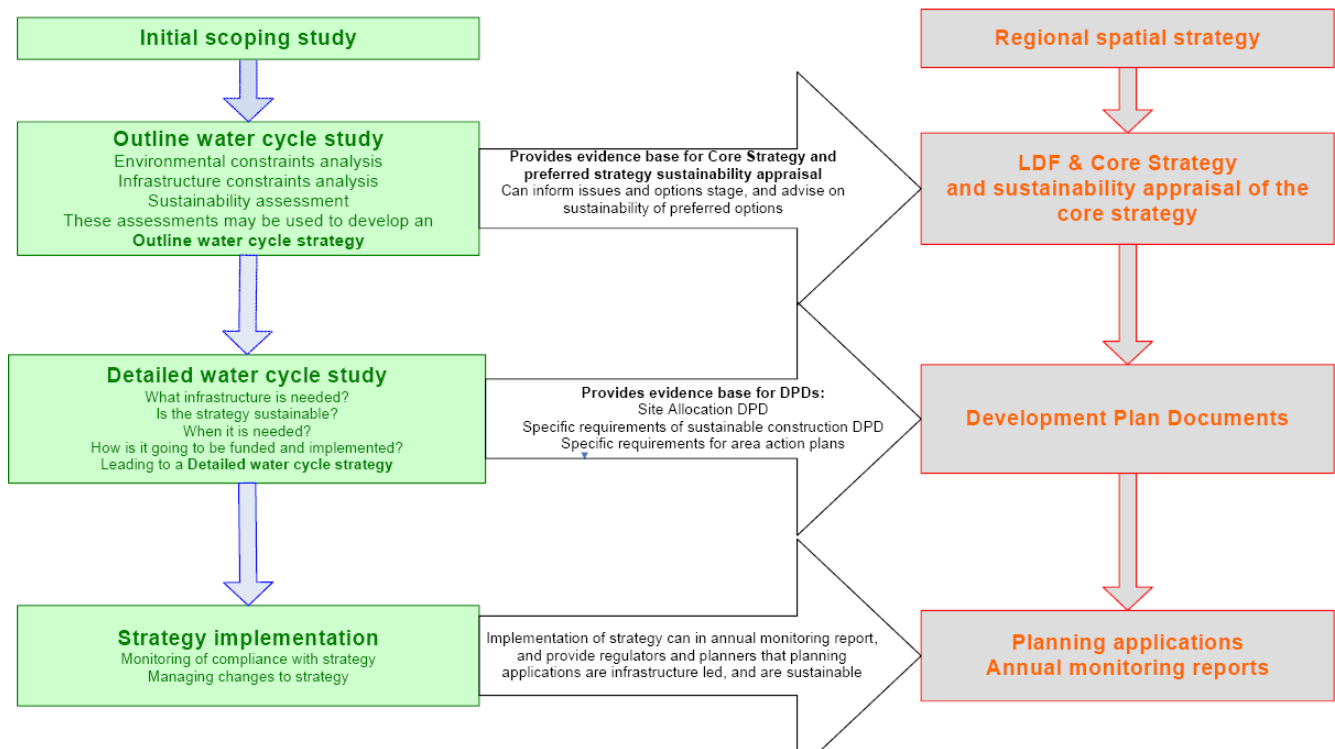 Initial scoping study
Regional spatial strategy
Outline water cycle study
Environmental constraints analysis
Infrastructure constraints analysis
Sustainability assessment
These assessments may be used to develop an
Outline water cycle strategy
Provides evidence base for Core Strategy and
preferred strategy sustainability appraisal
Can inform issues and options stage, and advise on
sustainability of preferred options
LDF & Core Strategy
and sustainability appraisal of the
core strategy
Detailed water cycle study
What infrastructure is needed?
Is the strategy sustainable?
When it is needed?
How is it going to be funded and implemented?
Leading to a Detailed water cycle strategy
Provides evidence base for DPDs:
Site Allocation DPD
Specific requirements of sustainable construction DPD
Specific requirements for area action plans
Development Plan Documents
Strategy implementation
Monitoring of compliance with strategy
Managing changes to strategy
Implementation of strategy can in annual monitoring report,
and provide regulators and planners that planning
applications are infrastructure led, and are sustainable
Planning applications
Annual monitoring reports